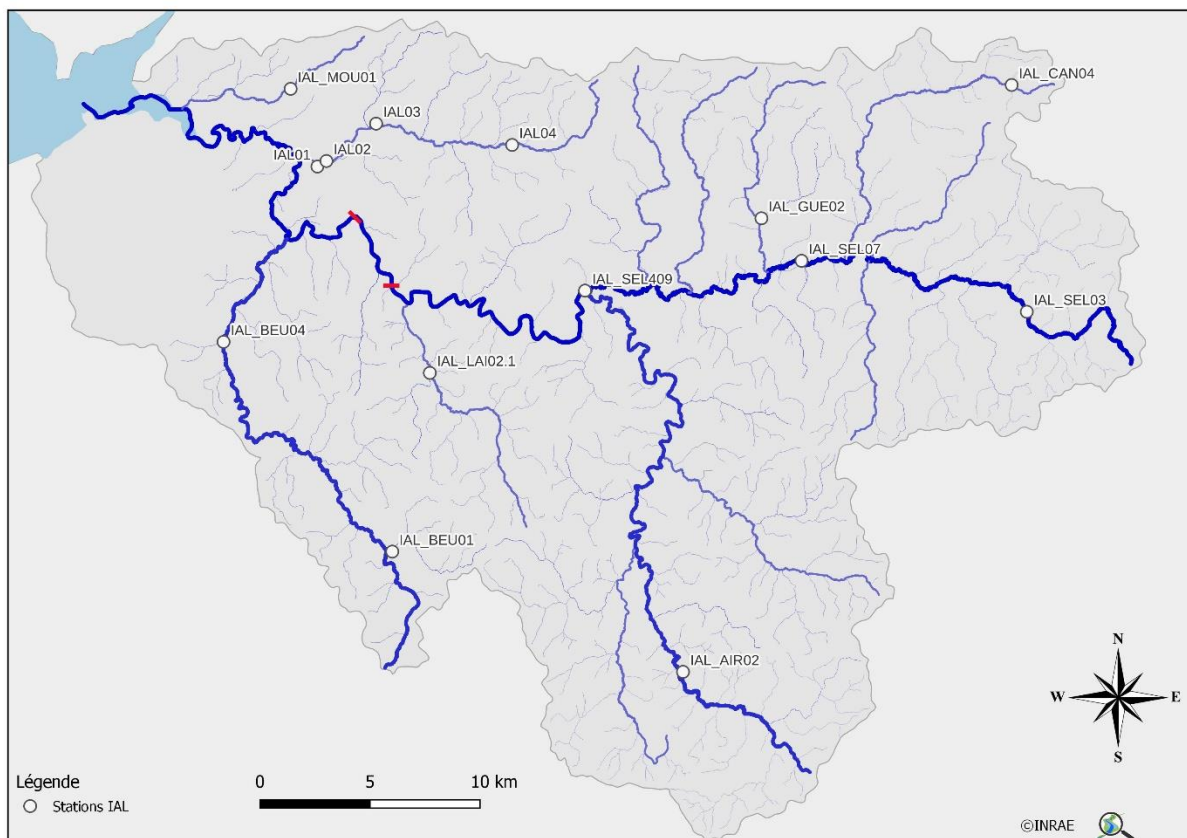 IAL_CAN04
IAL_MOU01
IAL03
IAL04
IAL02
IAL01
IAL_GUE02
IAL_SEL07
IAL_SEL409
IAL_SEL03
IAL_BEU04
IAL_LAI02.1
IAL_BEU01
IAL_AIR02
N
W E
S
Légende
Stations IAL
0 5 10 km
©INRAE